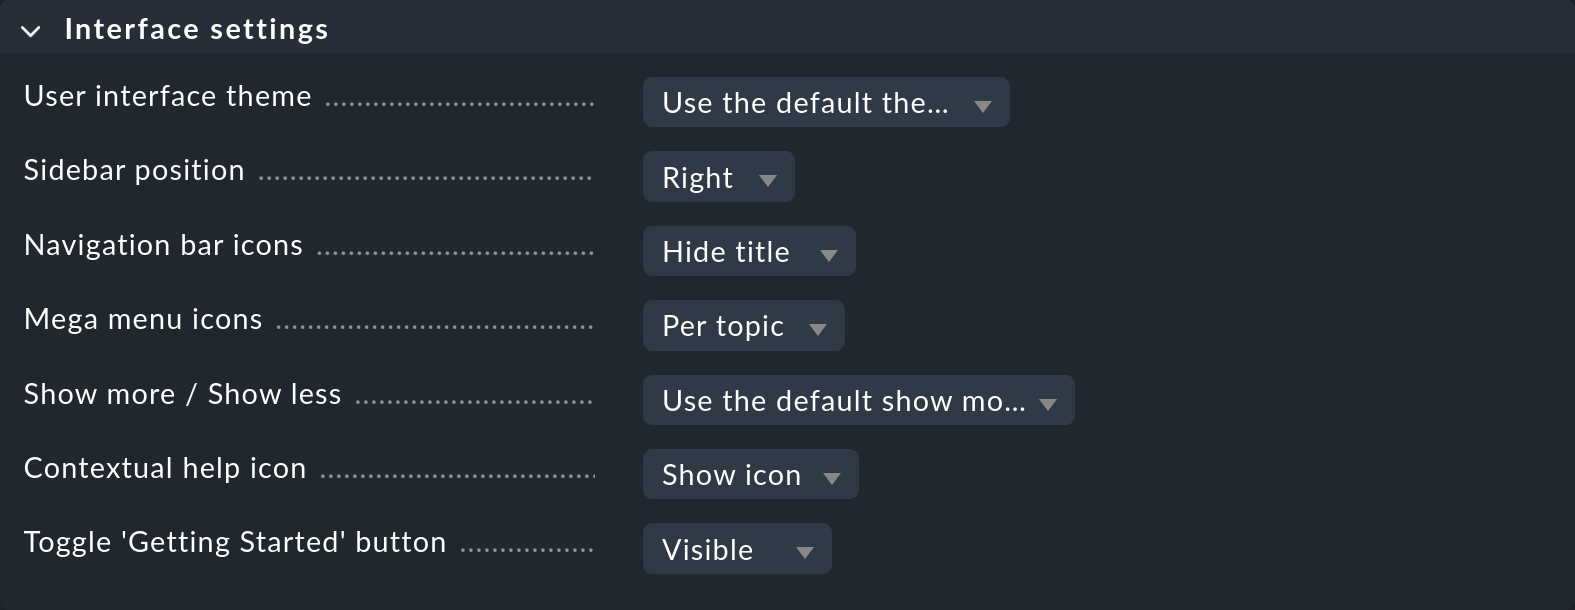 Interface settings
User interface theme Use the default the...
Sidebar position Right
Navigation bar icons Hide title
Mega menu icons Per topic
Show more / Show less Use the default show mo...
Contextual help icon Show icon
Toggle 'Getting Started' button Visible